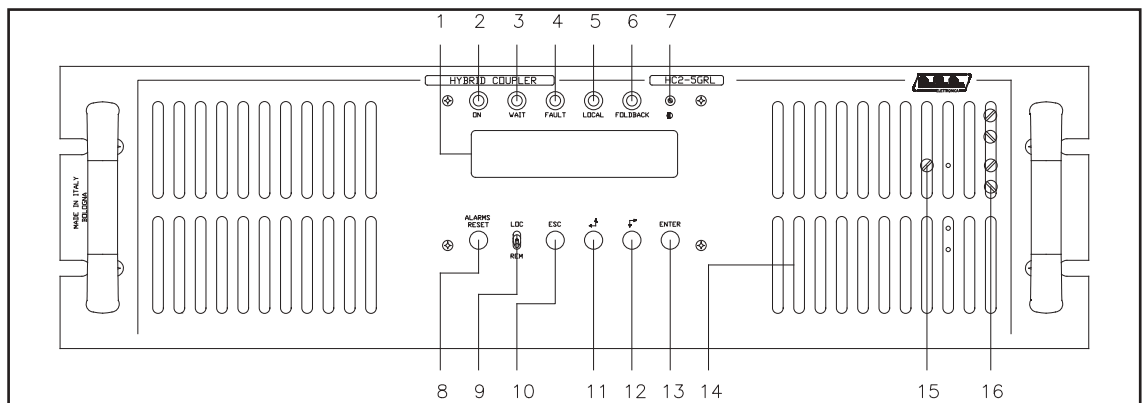 1 2 3 4 5 6 7
HYBRID COUPLER HC2-5GRL
R.V.R. ELETTRONICA
ON WAIT FAULT LOCAL FOLDBACK
MADE IN ITALY
BOLOGNA
ALARMS
RESET
LOC
REM
ESC
ENTER
8 9 10 11 12 13 14 15 16